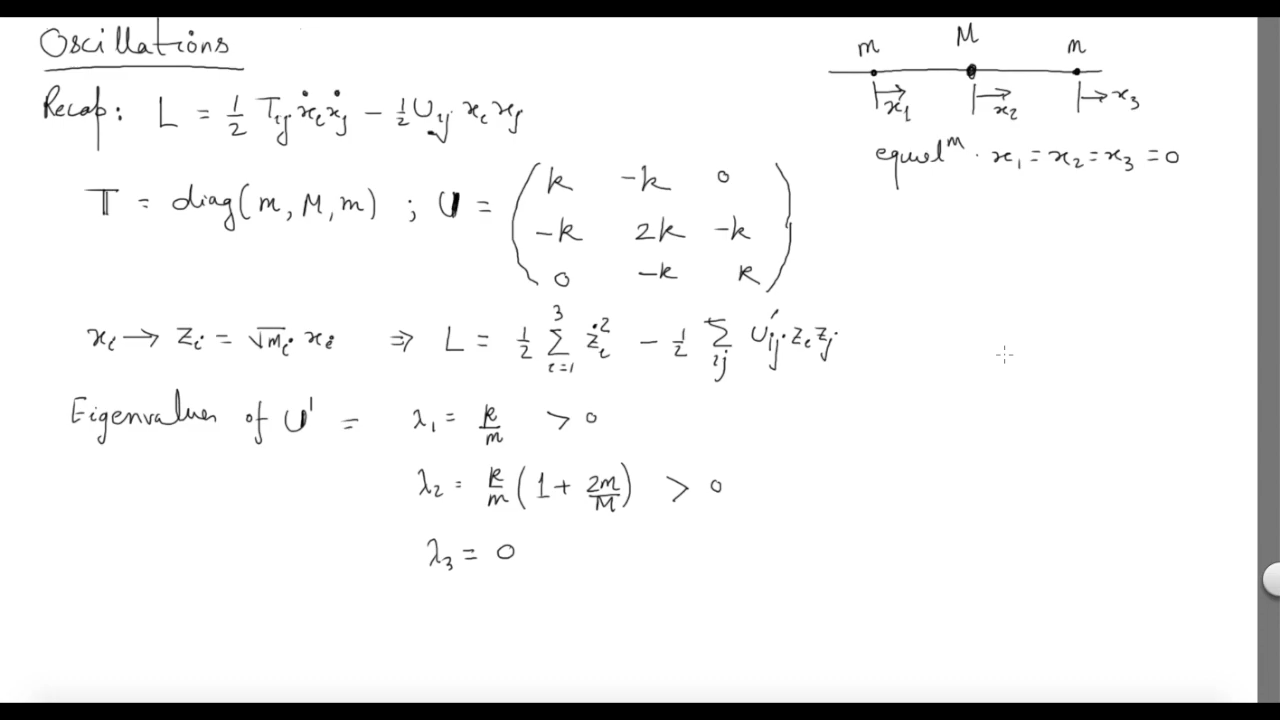 Oscillations
m M m
x₁ x₂ x₃
Recap: L = 1/2 Tᵢⱼ ẋᵢ ẋⱼ − 1/2 Uᵢⱼ xᵢ xⱼ
equelᵐ. x₁ = x₂ = x₃ = 0
T = diag(m, M, m) ; U = ( k −k 0
−k 2k −k
0 −k k )
xᵢ → zᵢ = √mᵢ xᵢ ⇒ L = 1/2 Σ_{i=1}^{3} żᵢ² − 1/2 Σ_{ij} U′ᵢⱼ zᵢ zⱼ
Eigenvalues of U' = λ₁ = k/m > 0
λ₂ = k/m (1 + 2m/M) > 0
λ₃ = 0